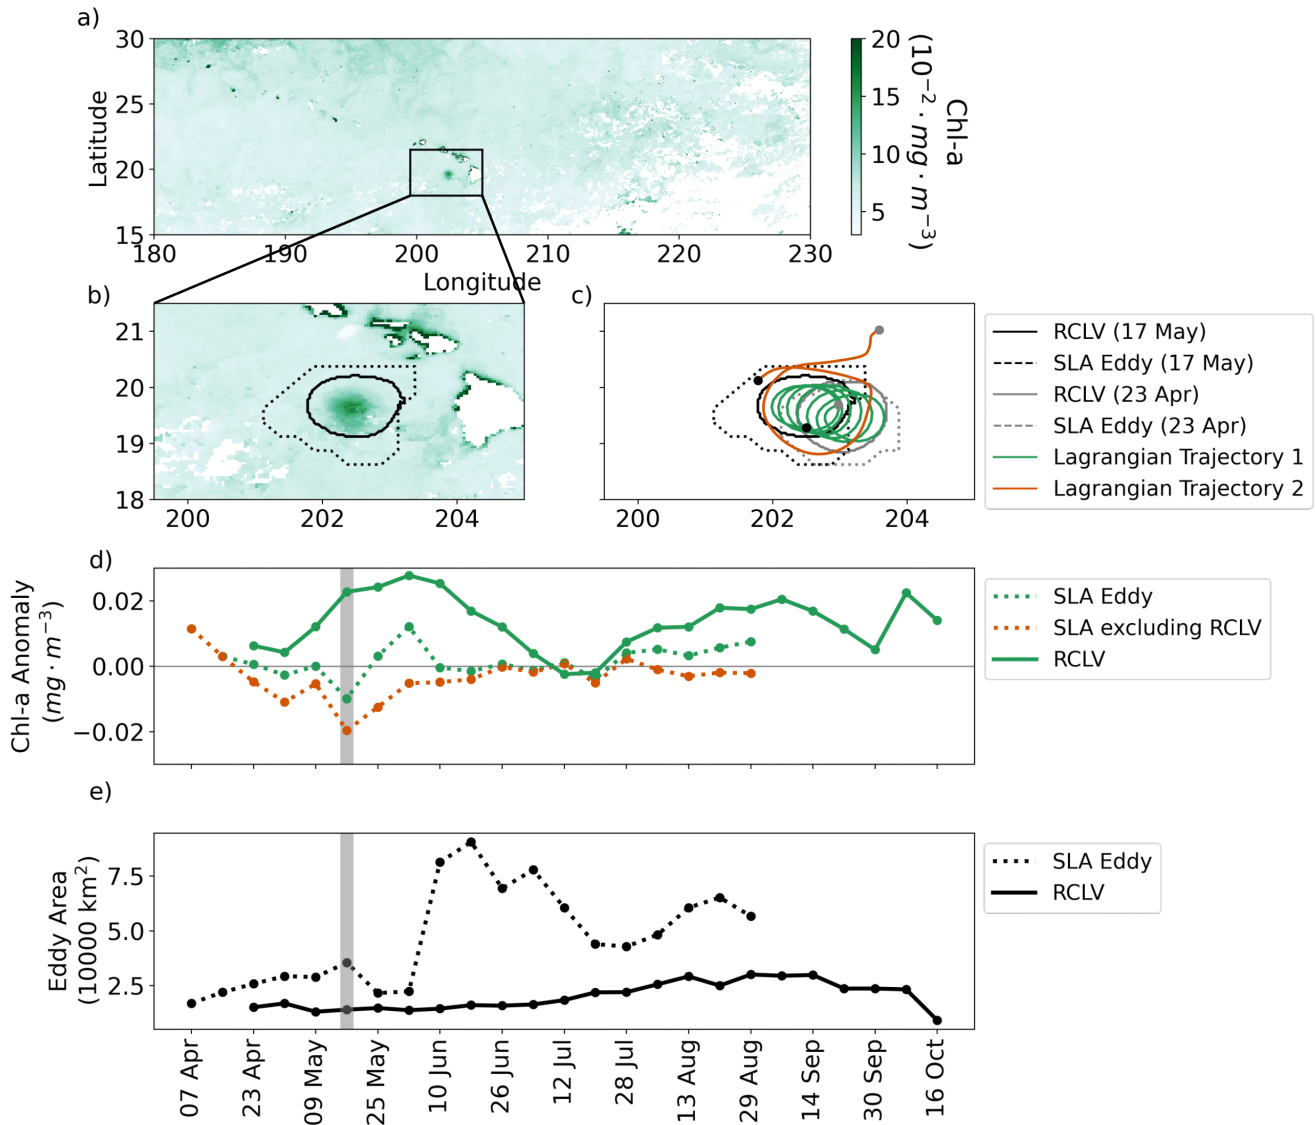 a)
30
25
20
15
Latitude
180
190
200
210
220
230
Longitude
20
15
10
5
Chl-a
(10⁻² · mg · m⁻³)
b)
21
20
19
18
200
202
204
c)
200
202
204
RCLV (17 May)
SLA Eddy (17 May)
RCLV (23 Apr)
SLA Eddy (23 Apr)
Lagrangian Trajectory 1
Lagrangian Trajectory 2
d)
Chl-a Anomaly
(mg · m⁻³)
0.02
0.00
−0.02
SLA Eddy
SLA excluding RCLV
RCLV
e)
Eddy Area
(10000 km²)
7.5
5.0
2.5
SLA Eddy
RCLV
07 Apr
23 Apr
09 May
25 May
10 Jun
26 Jun
12 Jul
28 Jul
13 Aug
29 Aug
14 Sep
30 Sep
16 Oct